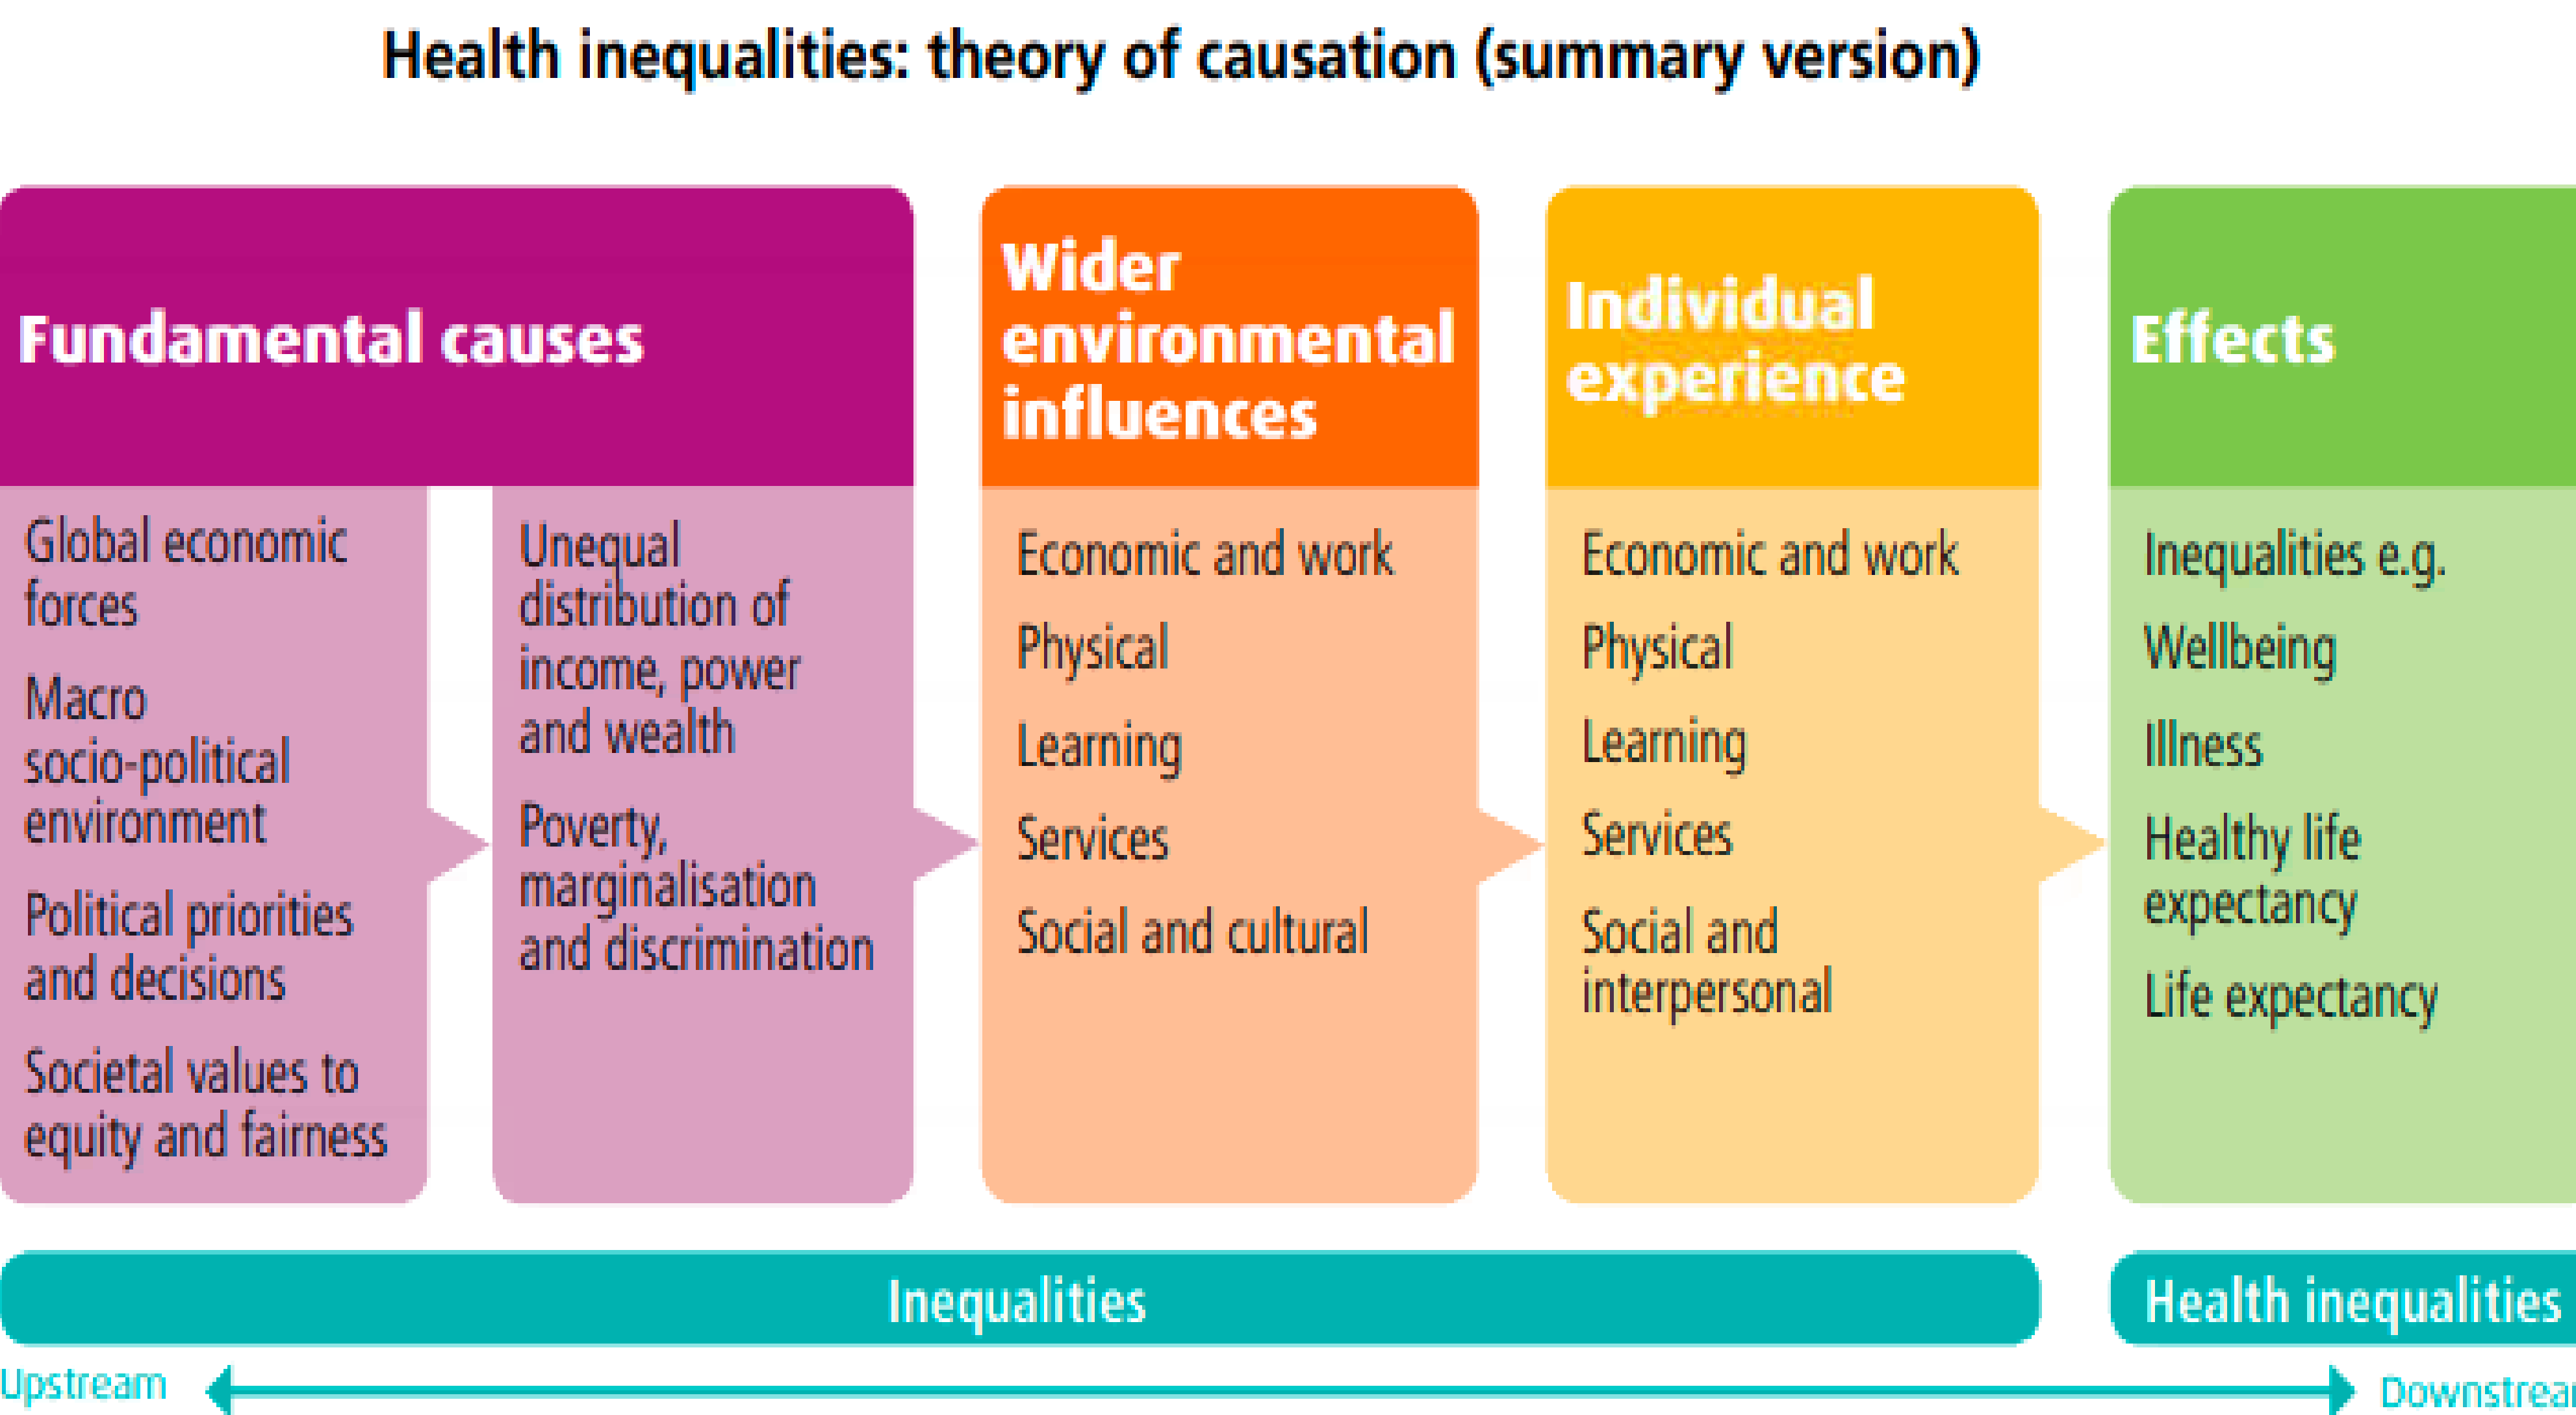 Health inequalities: theory of causation (summary version)
Fundamental causes
Global economic
forces
Macro
socio-political
environment
Political priorities
and decisions
Societal values to
equity and fairness
Unequal
distribution of
income, power
and wealth
Poverty,
marginalisation
and discrimination
Wider
environmental
influences
Economic and work
Physical
Learning
Services
Social and cultural
Individual
experience
Economic and work
Physical
Learning
Services
Social and
interpersonal
Effects
Inequalities e.g.
Wellbeing
Illness
Healthy life
expectancy
Life expectancy
Inequalities
Health inequalities
Upstream
Downstrea